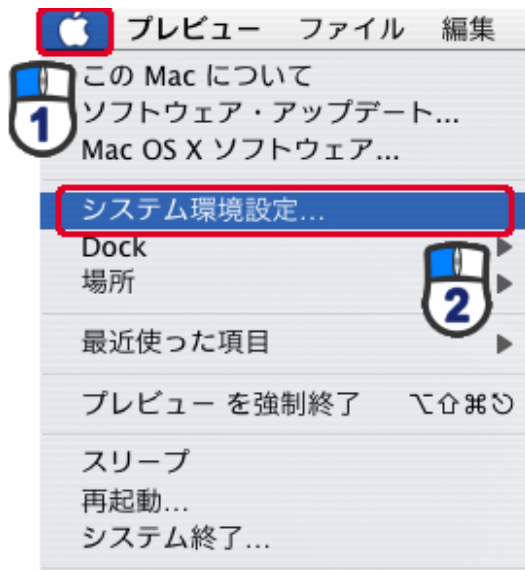 プレビュー ファイル 編集
この Mac について
1
ソフトウェア・アップデート...
Mac OS X ソフトウェア...
システム環境設定...
Dock
2
場所
最近使った項目
プレビュー を強制終了 ⌥⇧⌘⎋
スリープ
再起動...
システム終了...